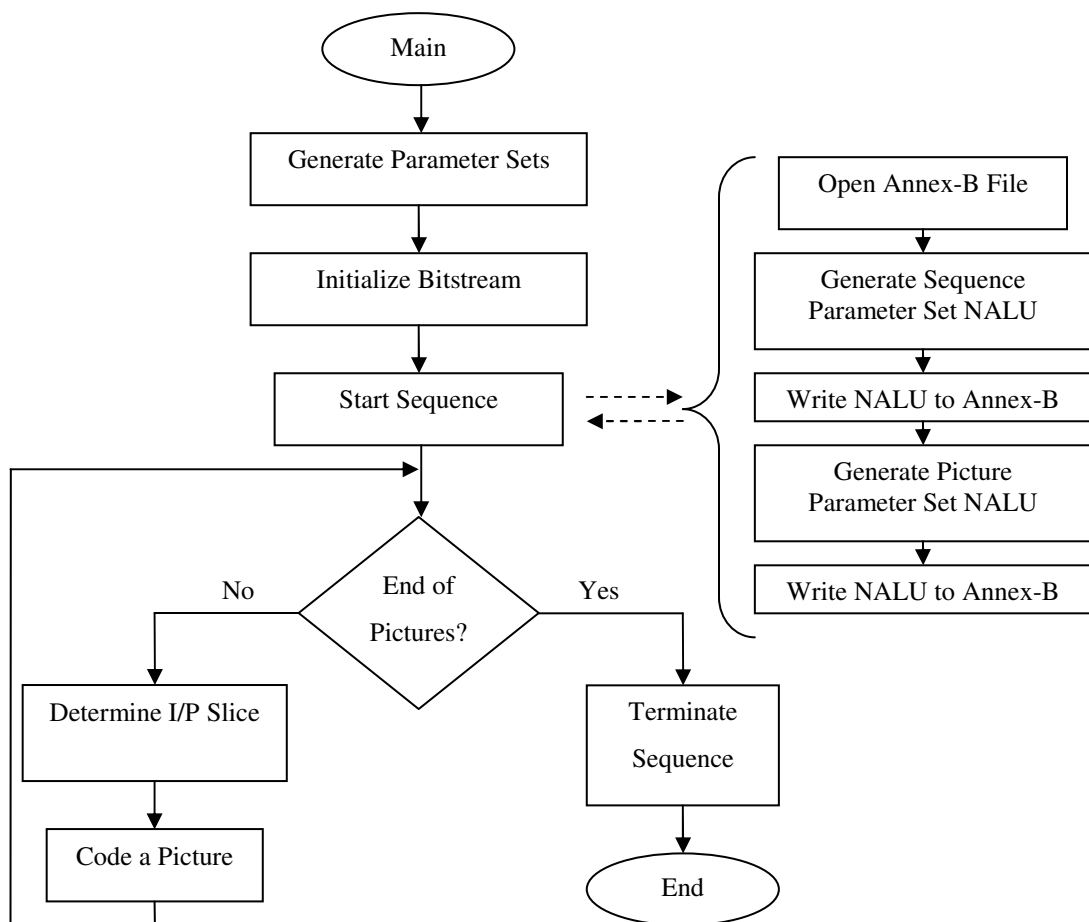 Main
Generate Parameter Sets
Initialize Bitstream
Start Sequence
Open Annex-B File
Generate Sequence
Parameter Set NALU
Write NALU to Annex-B
Generate Picture
Parameter Set NALU
Write NALU to Annex-B
End of
Pictures?
No
Yes
Determine I/P Slice
Code a Picture
Terminate
Sequence
End